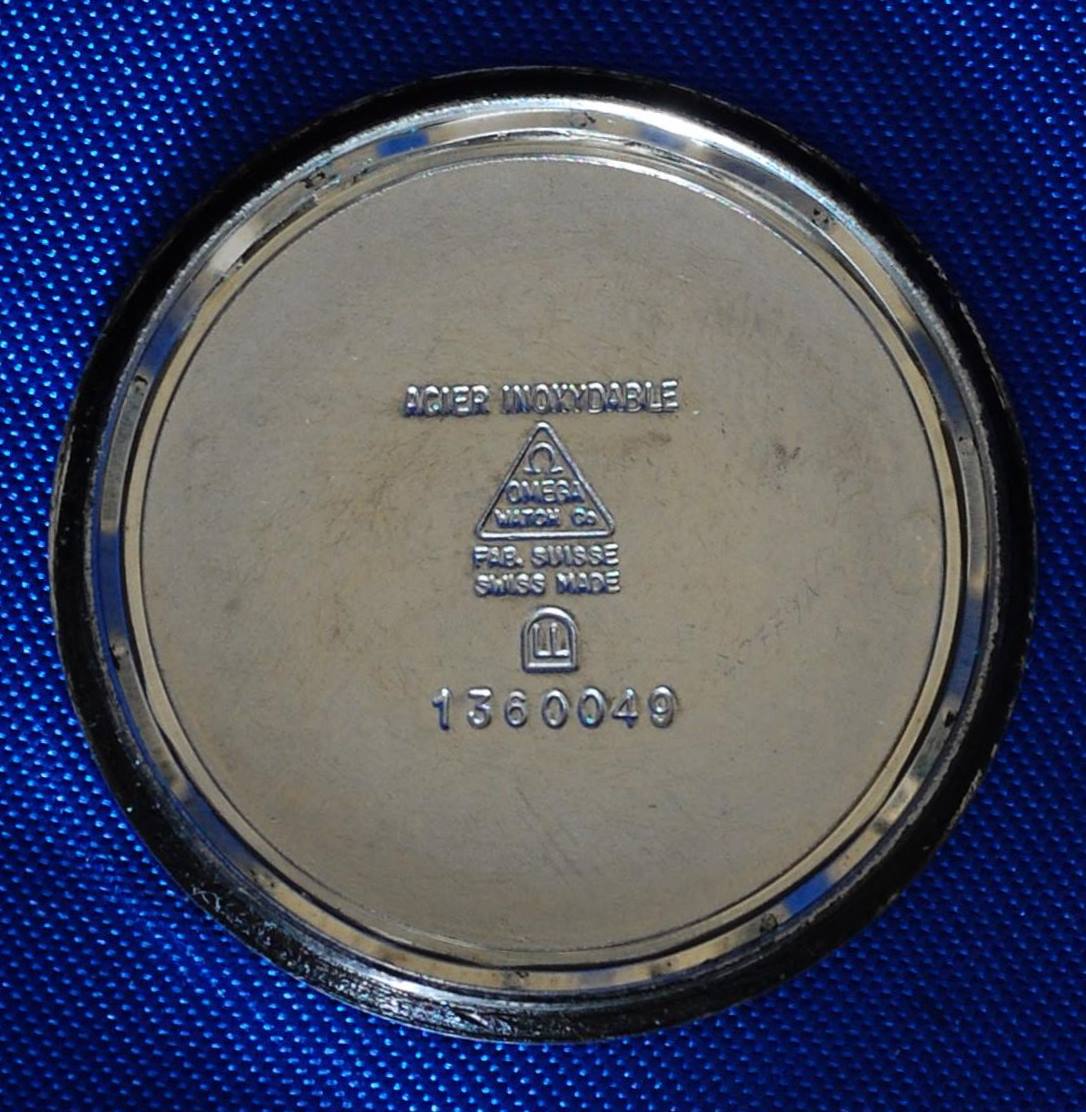 ACIER INOXYDABLE
Ω
OMEGA
WATCH Co
FAB. SUISSE
SWISS MADE
1360049